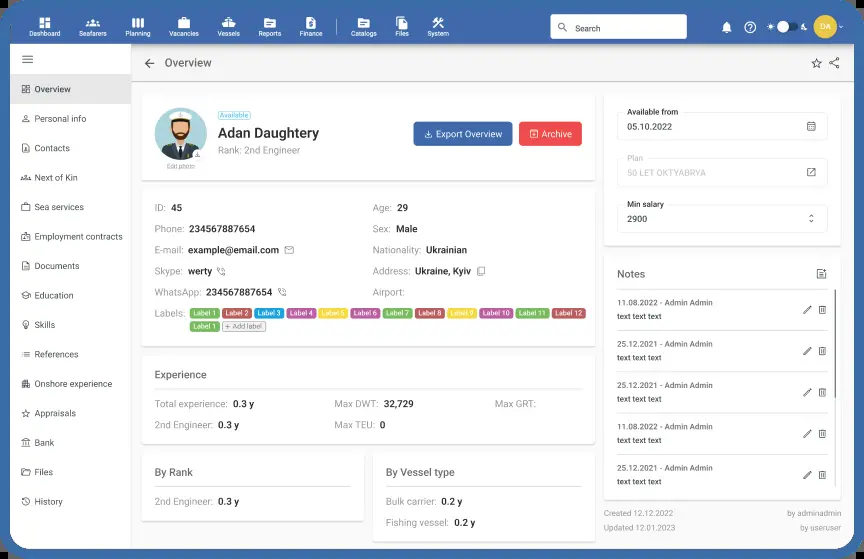 Dashboard Seafarers Planning Vacancies Vessels Reports Finance Catalogs Files System Search DA
Overview
Overview
Personal info
Contacts
Next of Kin
Sea services
Employment contracts
Documents
Education
Skills
References
Onshore experience
Appraisals
Bank
Files
History
Available
Adan Daughtery
Rank: 2nd Engineer
Edit photo
Export Overview Archive
ID: 45
Phone: 234567887654
E-mail: example@email.com
Skype: werty
WhatsApp: 234567887654
Age: 29
Sex: Male
Nationality: Ukrainian
Address: Ukraine, Kyiv
Airport:
Labels: Label 1 Label 2 Label 3 Label 4 Label 5 Label 6 Label 7 Label 8 Label 9 Label 10 Label 11 Label 12
Label 1 + Add label
Experience
Total experience: 0.3 y Max DWT: 32,729 Max GRT:
2nd Engineer: 0.3 y Max TEU: 0
By Rank
2nd Engineer: 0.3 y
By Vessel type
Bulk carrier: 0.2 y
Fishing vessel: 0.2 y
Available from
05.10.2022
Plan
50 LET OKTYABRYA
Min salary
2900
Notes
11.08.2022 - Admin Admin
text text text
25.12.2021 - Admin Admin
text text text
25.12.2021 - Admin Admin
text text text
11.08.2022 - Admin Admin
text text text
25.12.2021 - Admin Admin
text text text
Created 12.12.2022 by adminadmin
Updated 12.01.2023 by useruser